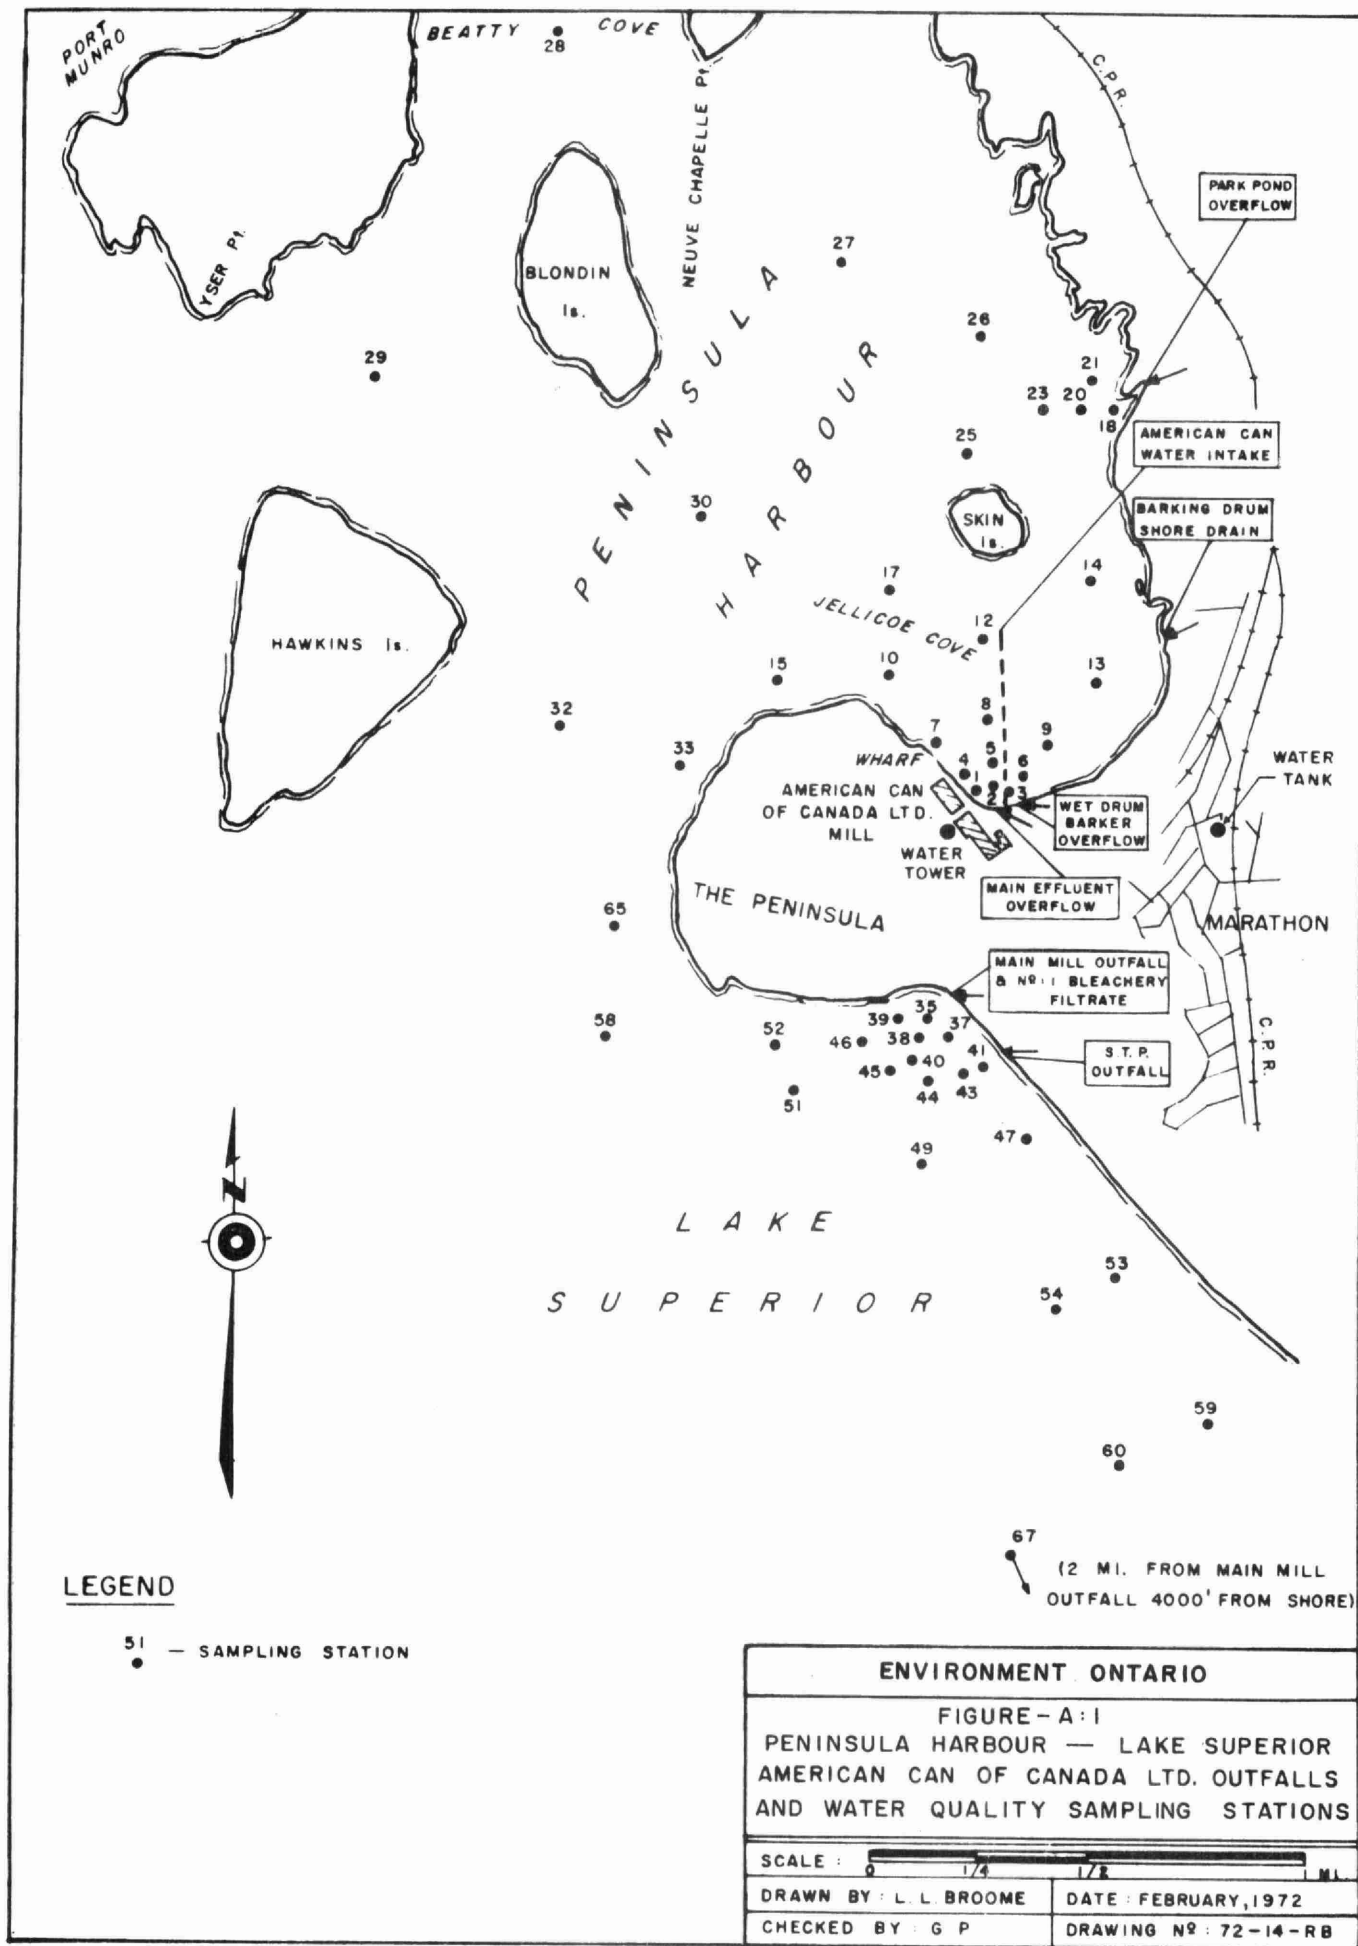 PORT
MUNRO
BEATTY COVE
28
NEUVE CHAPELLE Pt.
C.P.R.
PARK POND
OVERFLOW
YSER Pt.
BLONDIN
Is.
27
26
29
21
23
20
18
PENINSULA
HARBOUR
25
AMERICAN CAN
WATER INTAKE
30
SKIN
Is.
BARKING DRUM
SHORE DRAIN
17
14
JELLICOE COVE
12
HAWKINS Is.
15
10
13
32
33
8
7
5
9
WHARF
4
6
1
2
3
WATER
TANK
AMERICAN CAN
OF CANADA LTD.
MILL
WET DRUM
BARKER
OVERFLOW
WATER
TOWER
THE PENINSULA
MAIN EFFLUENT
OVERFLOW
65
MARATHON
MAIN MILL OUTFALL
& Nº: 1 BLEACHERY
FILTRATE
39
35
58
52
46
38
37
C.P.R.
S.T.P.
OUTFALL
45
40
41
44
43
51
47
49
LAKE
SUPERIOR
53
54
59
60
67
(2 MI. FROM MAIN MILL
OUTFALL 4000' FROM SHORE)
N
LEGEND
51 — SAMPLING STATION
ENVIRONMENT ONTARIO
FIGURE-A:1
PENINSULA HARBOUR — LAKE SUPERIOR
AMERICAN CAN OF CANADA LTD. OUTFALLS
AND WATER QUALITY SAMPLING STATIONS
SCALE :
0 1/4 1/2 1 MI.
DRAWN BY : L. L. BROOME
DATE : FEBRUARY, 1972
CHECKED BY : G P
DRAWING Nº : 72-14-RB